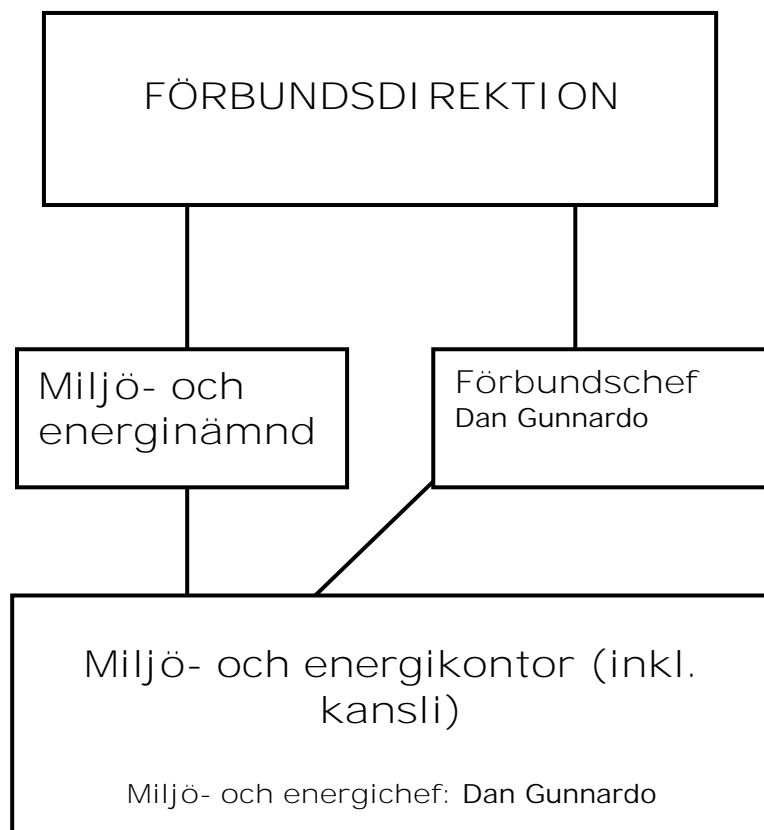 FÖRBUNDSDIREKTION
Miljö- och
energinämnd
Förbundschef
Dan Gunnardo
Miljö- och energikontor (inkl.
kansli)
Miljö- och energichef: Dan Gunnardo